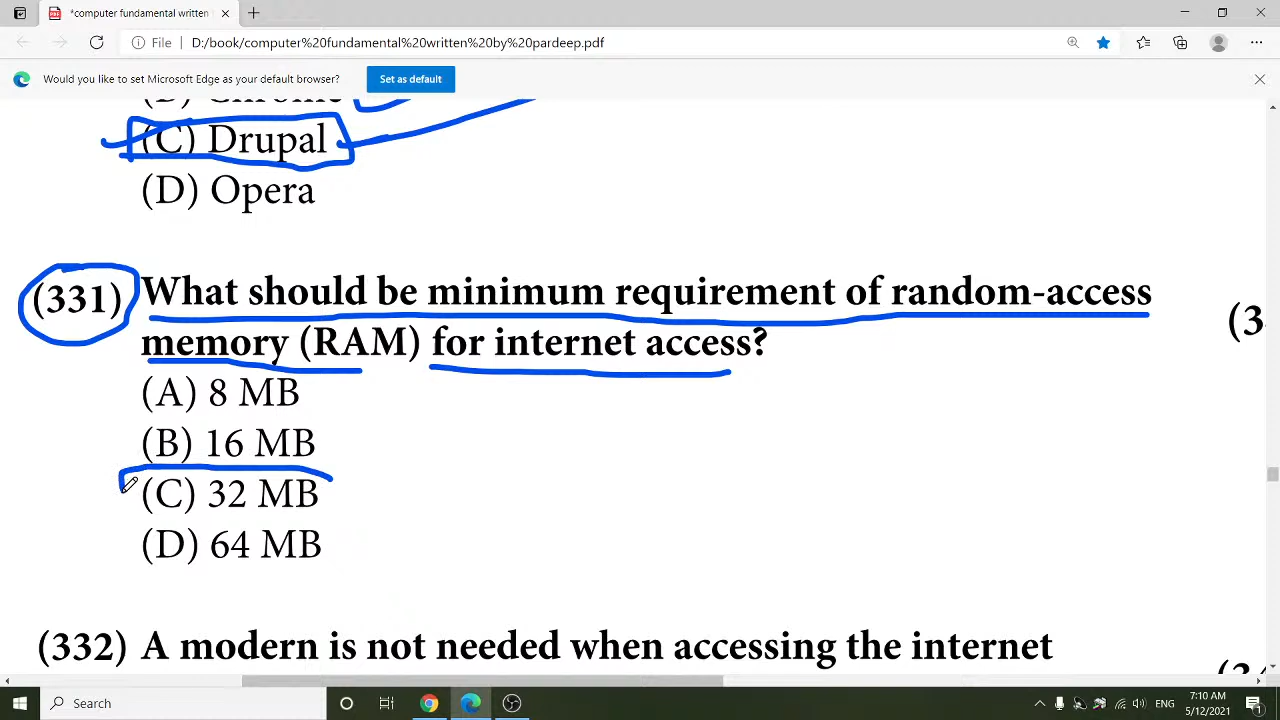 *computer fundamental written
File D:/book/computer%20fundamental%20written%20by%20pardeep.pdf
Would you like to set Microsoft Edge as your default browser? Set as default
(C) Drupal
(D) Opera
(331) What should be minimum requirement of random-access
memory (RAM) for internet access?
(A) 8 MB
(B) 16 MB
(C) 32 MB
(D) 64 MB
(332) A modern is not needed when accessing the internet
Search
ENG
7:10 AM
5/12/2021